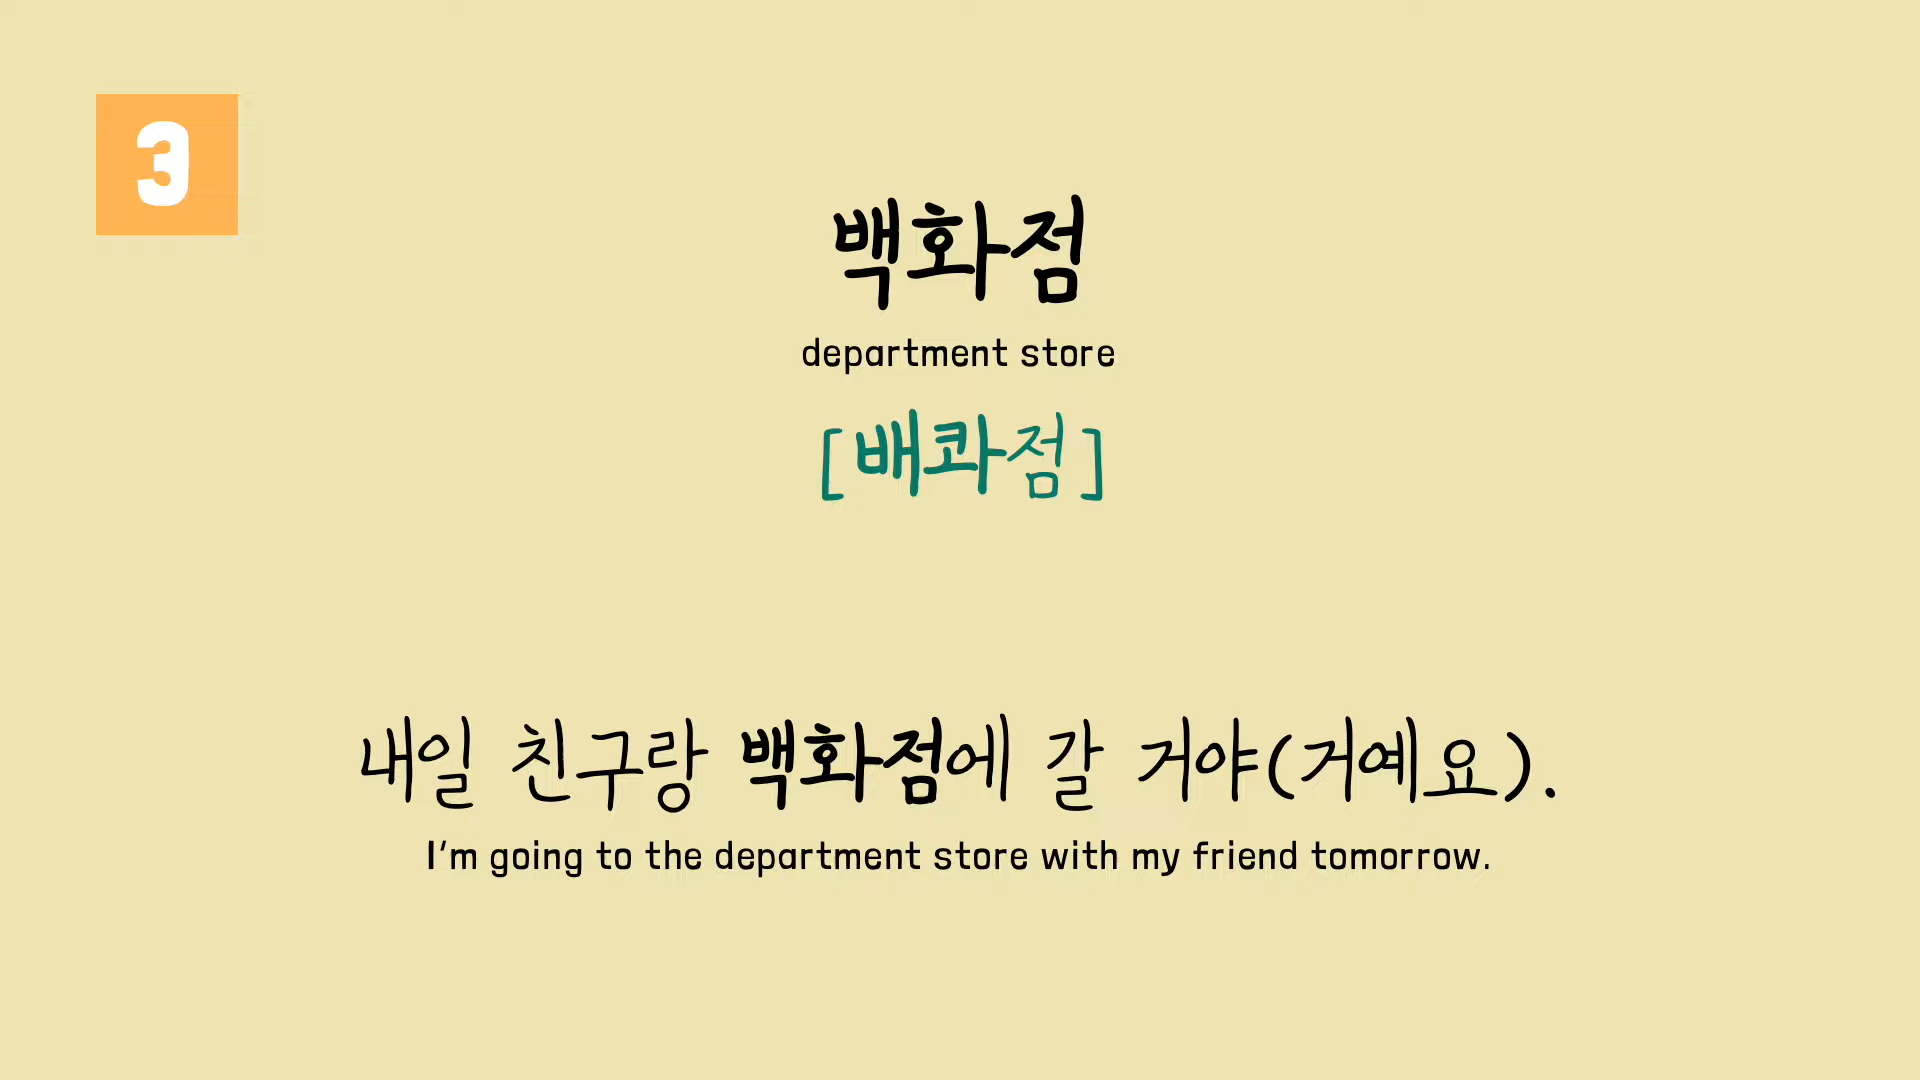 3
백화점
department store
[배콰점]
내일 친구랑 백화점에 갈 거야(거예요).
I'm going to the department store with my friend tomorrow.